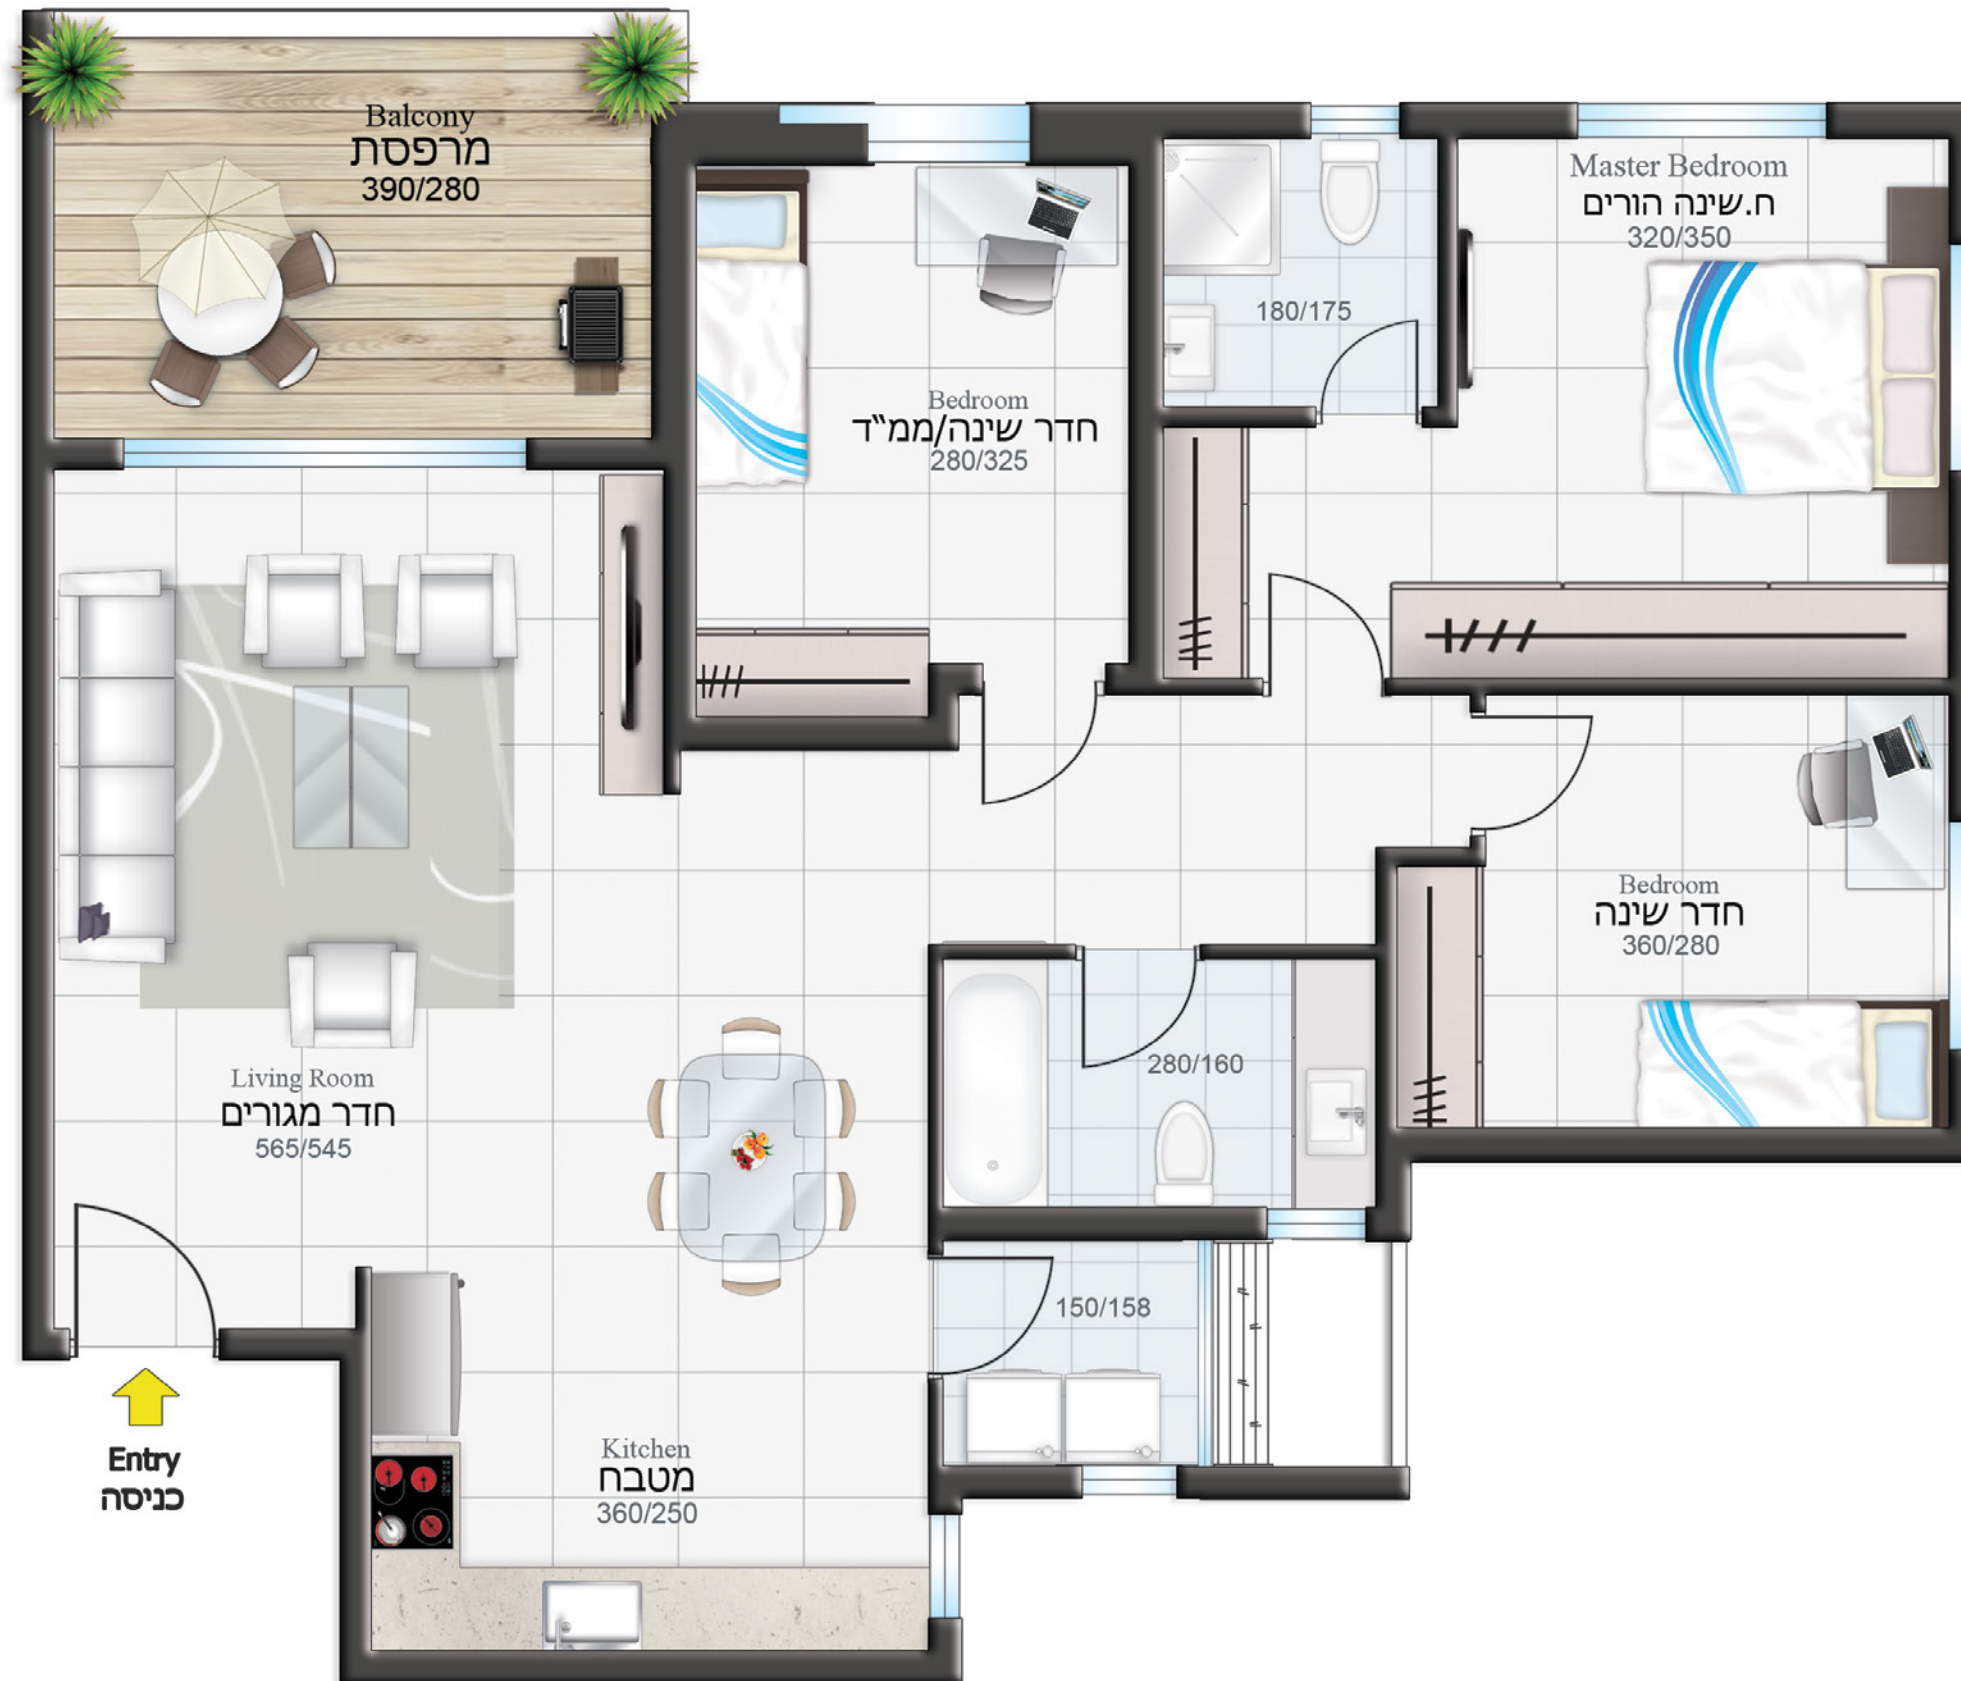 Balcony
מרפסת
390/280
Master Bedroom
ח.שינה הורים
320/350
180/175
Bedroom
חדר שינה/ממ"ד
280/325
Bedroom
חדר שינה
360/280
280/160
Living Room
חדר מגורים
565/545
150/158
Kitchen
מטבח
360/250
Entry
כניסה